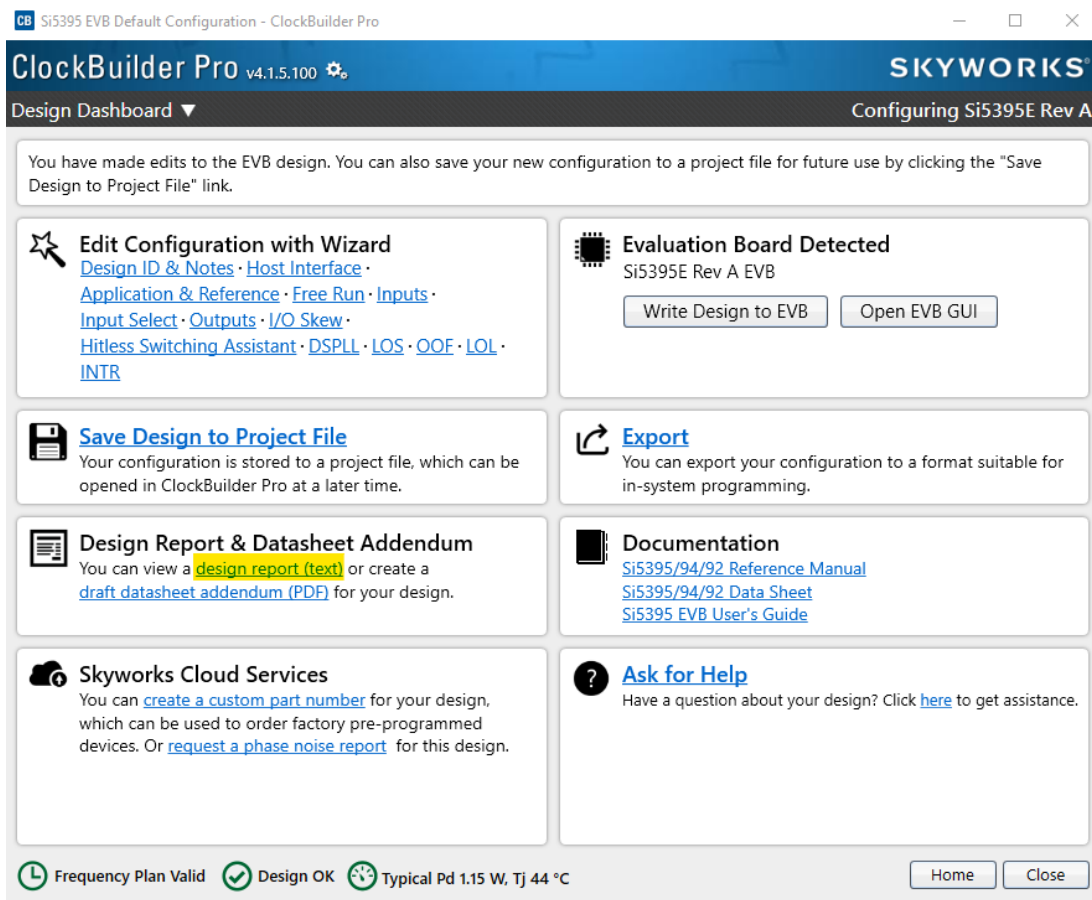 CB Si5395 EVB Default Configuration - ClockBuilder Pro
ClockBuilder Pro v4.1.5.100
SKYWORKS®
Design Dashboard ▼
Configuring Si5395E Rev A
You have made edits to the EVB design. You can also save your new configuration to a project file for future use by clicking the "Save
Design to Project File" link.
Edit Configuration with Wizard
Design ID & Notes · Host Interface ·
Application & Reference · Free Run · Inputs ·
Input Select · Outputs · I/O Skew ·
Hitless Switching Assistant · DSPLL · LOS · OOF · LOL ·
INTR
Evaluation Board Detected
Si5395E Rev A EVB
Write Design to EVB
Open EVB GUI
Save Design to Project File
Your configuration is stored to a project file, which can be
opened in ClockBuilder Pro at a later time.
Export
You can export your configuration to a format suitable for
in-system programming.
Design Report & Datasheet Addendum
You can view a design report (text) or create a
draft datasheet addendum (PDF) for your design.
Documentation
Si5395/94/92 Reference Manual
Si5395/94/92 Data Sheet
Si5395 EVB User's Guide
Skyworks Cloud Services
You can create a custom part number for your design,
which can be used to order factory pre-programmed
devices. Or request a phase noise report for this design.
? Ask for Help
Have a question about your design? Click here to get assistance.
Frequency Plan Valid
Design OK
Typical Pd 1.15 W, Tj 44 °C
Home
Close